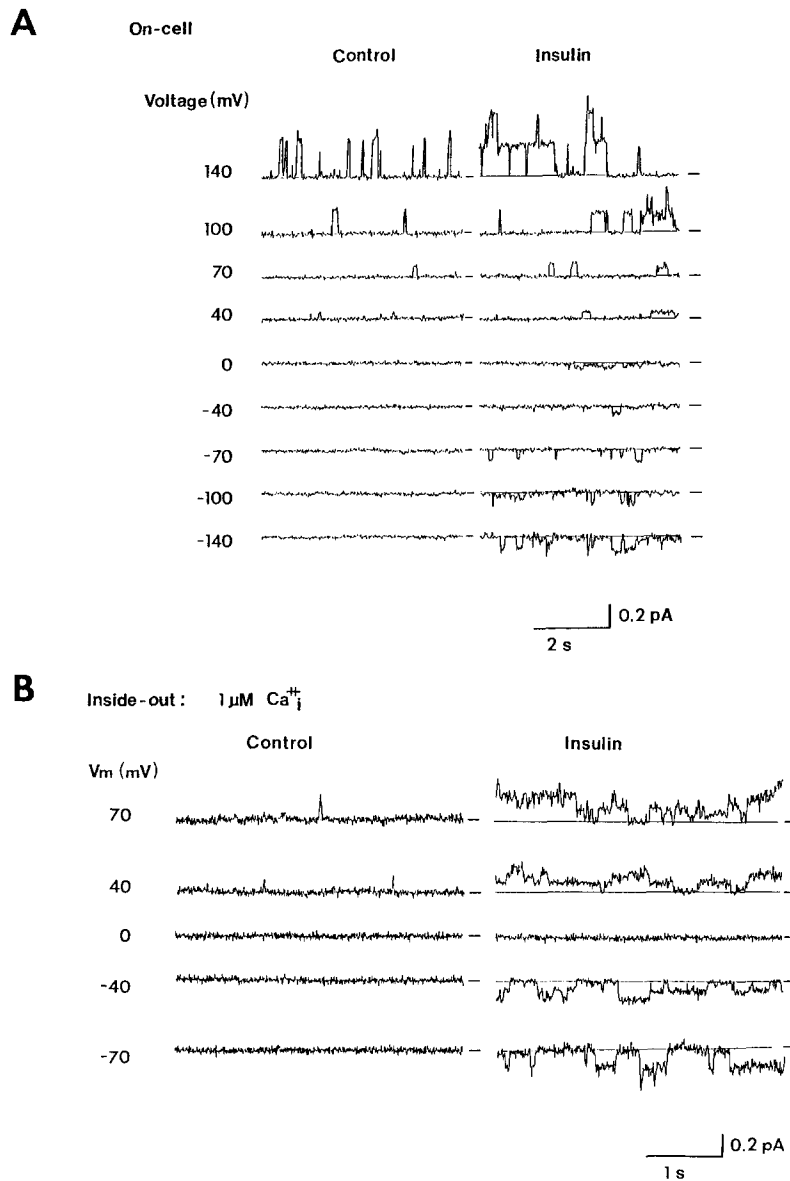 A
On-cell
Control Insulin
Voltage (mV)
140
100
70
40
0
-40
-70
-100
-140
0.2 pA
2 s
B
Inside-out: 1 µM Ca⁺⁺i
Control Insulin
Vm (mV)
70
40
0
-40
-70
0.2 pA
1 s